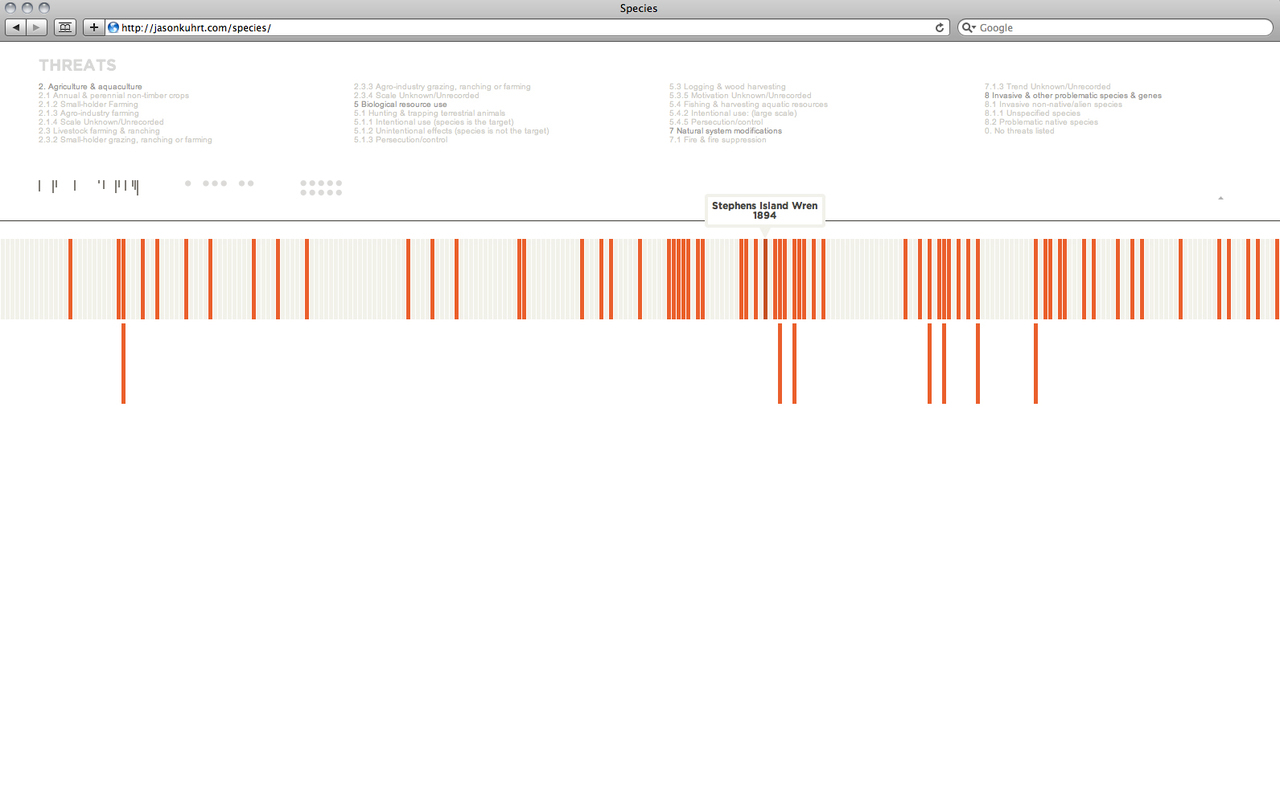 Species
http://jasonkuhrt.com/species/
Google
THREATS
2. Agriculture & aquaculture
2.1 Annual & perennial non-timber crops
2.1.2 Small-holder Farming
2.1.3 Agro-industry farming
2.1.4 Scale Unknown/Unrecorded
2.3 Livestock farming & ranching
2.3.2 Small-holder grazing, ranching or farming
2.3.3 Agro-industry grazing, ranching or farming
2.3.4 Scale Unknown/Unrecorded
5 Biological resource use
5.1 Hunting & trapping terrestrial animals
5.1.1 Intentional use (species is the target)
5.1.2 Unintentional effects (species is not the target)
5.1.3 Persecution/control
5.3 Logging & wood harvesting
5.3.5 Motivation Unknown/Unrecorded
5.4 Fishing & harvesting aquatic resources
5.4.2 Intentional use: (large scale)
5.4.5 Persecution/control
7 Natural system modifications
7.1 Fire & fire suppression
7.1.3 Trend Unknown/Unrecorded
8 Invasive & other problematic species & genes
8.1 Invasive non-native/alien species
8.1.1 Unspecified species
8.2 Problematic native species
0. No threats listed
Stephens Island Wren
1894